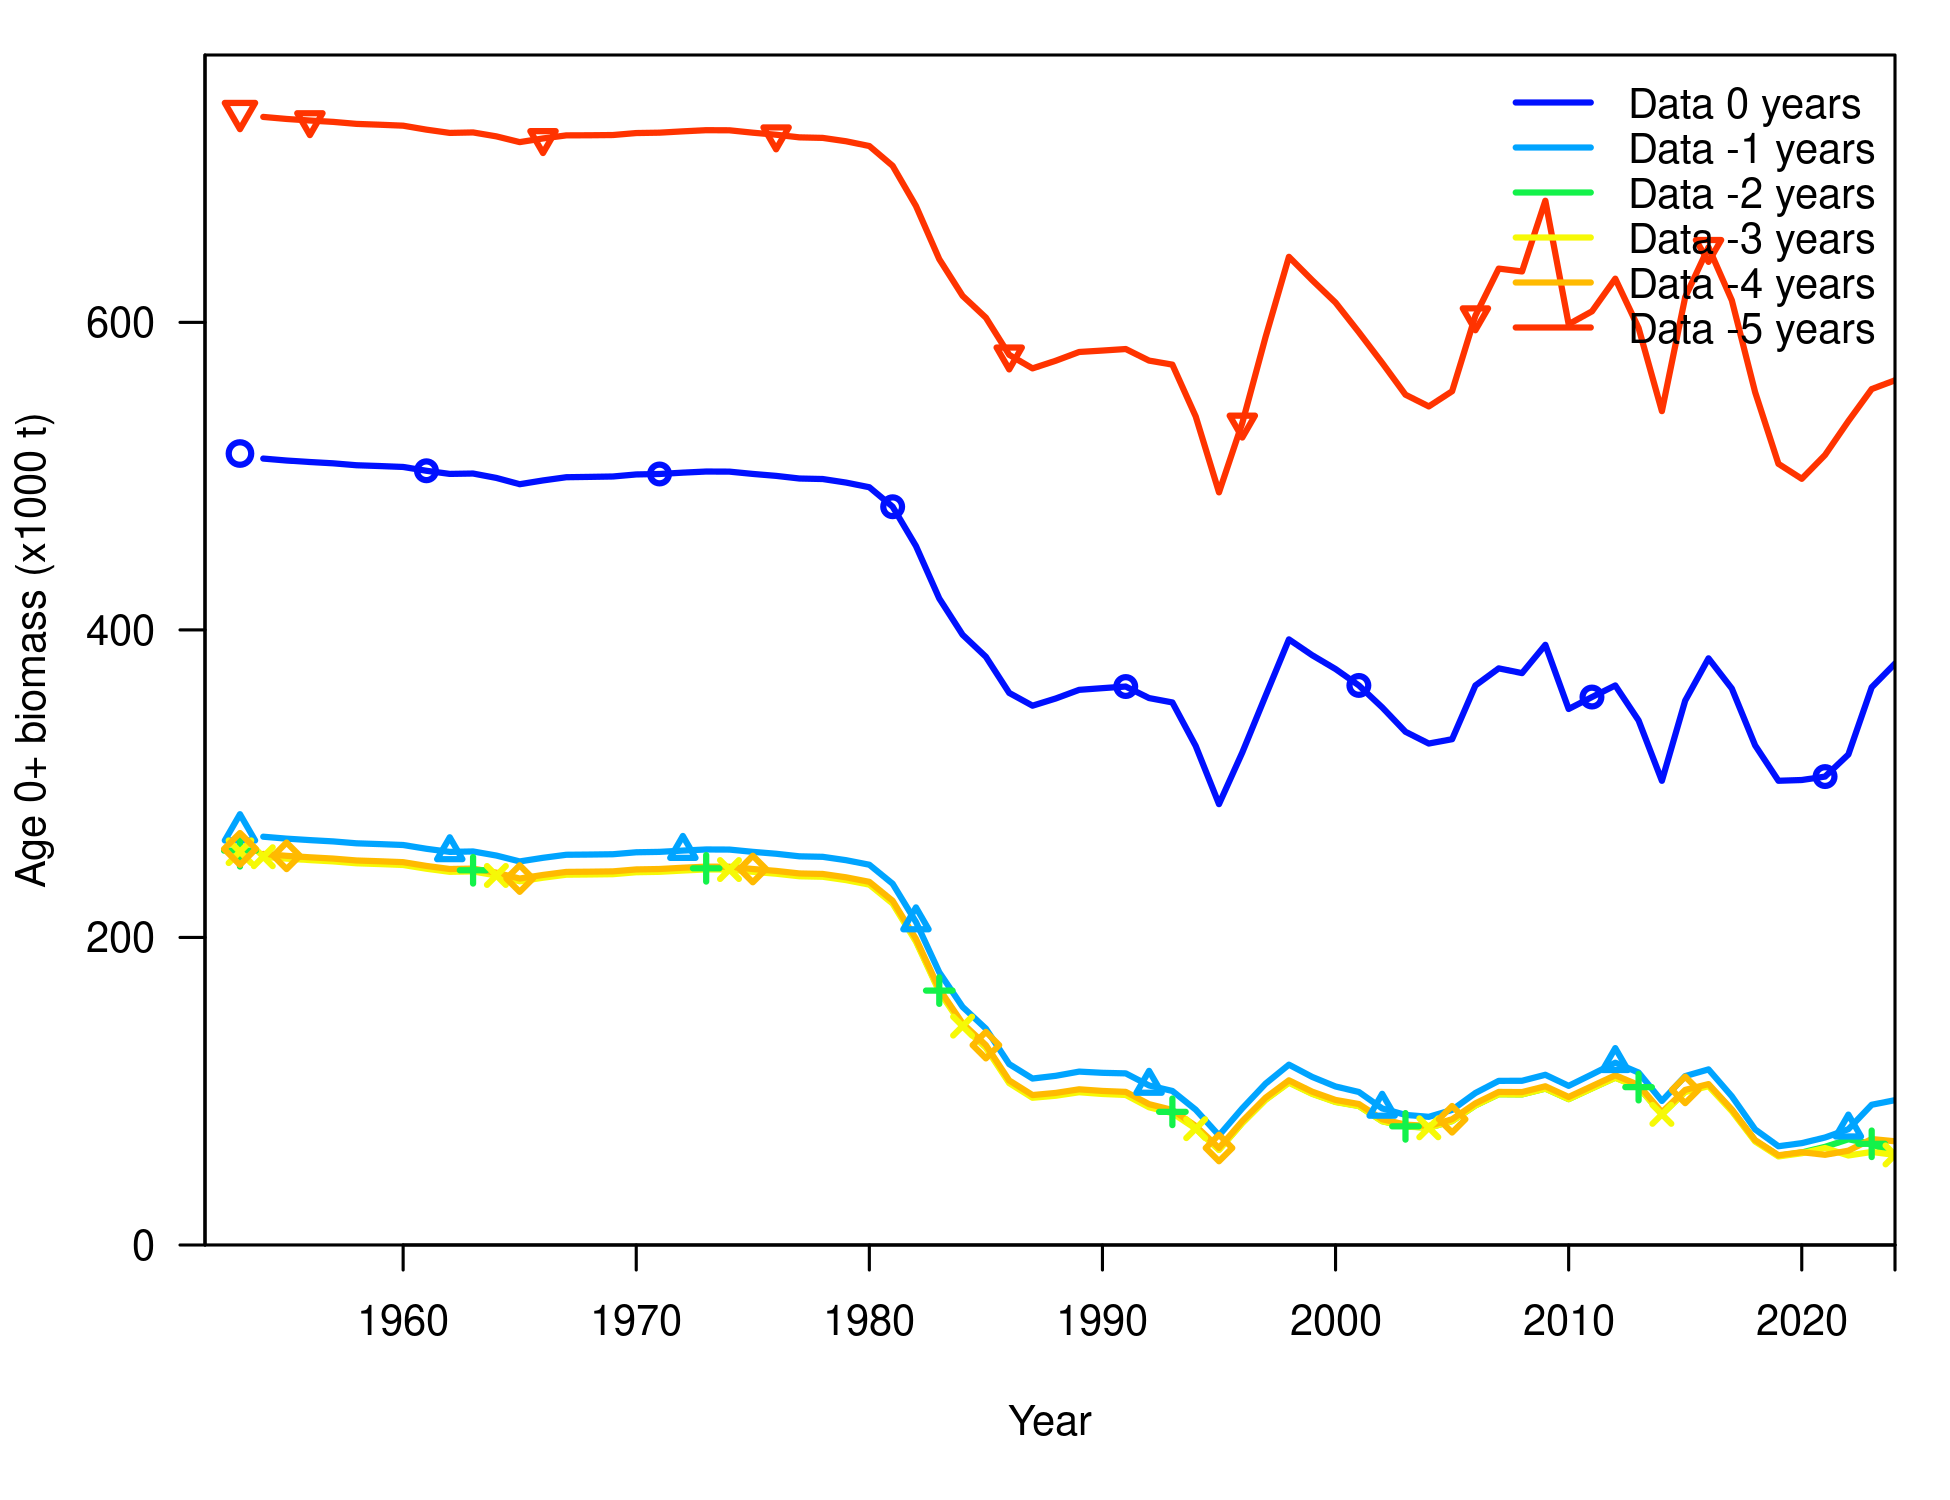 Data 0 years
Data -1 years
Data -2 years
Data -3 years
Data -4 years
Data -5 years
Age 0+ biomass (x1000 t)
600
400
200
0
1960 1970 1980 1990 2000 2010 2020
Year